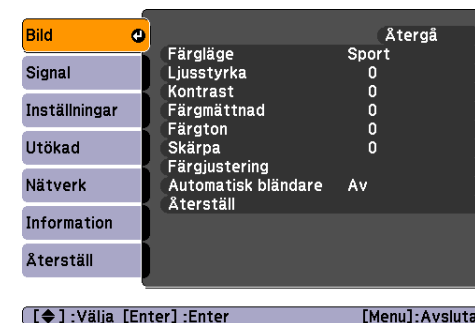 Bild
Signal
Inställningar
Utökad
Nätverk
Information
Återställ
Återgå
Färgläge Sport
Ljusstyrka 0
Kontrast 0
Färgmättnad 0
Färgton 0
Skärpa 0
Färgjustering
Automatisk bländare Av
Återställ
[◆] :Välja [Enter] :Enter [Menu]:Avsluta